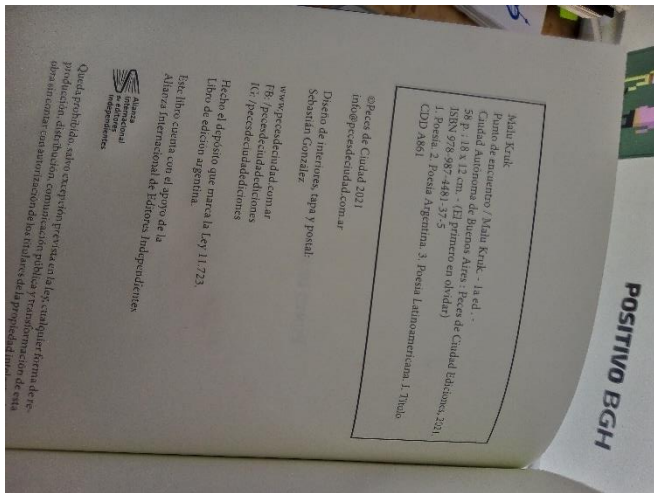 POSITIVO BGH
Malu Kruk
Punto de encuentro / Malu Kruk. - 1a ed . -
Ciudad Autónoma de Buenos Aires : Peces de Ciudad Ediciones, 2021.
58 p. ; 18 x 12 cm. - (El primero en olvidar)
ISBN 978-987-4481-37-5
1. Poesía. 2. Poesía Argentina. 3. Poesía Latinoamericana. I. Título
CDD A861
©Peces de Ciudad 2021
info@pecesdeciudad.com.ar
Diseño de interiores, tapa y postal:
Sebastián González
www.pecesdeciudad.com.ar
FB: /pecesdeciudadediciones
IG: /pecesdeciudadediciones
Hecho el depósito que marca la Ley 11.723.
Libro de edición argentina.
Este libro cuenta con el apoyo de la
Alianza Internacional de Editores Independientes
Alianza
internacional
de editores
independientes
Queda prohibido, salvo excepción prevista en la ley, cualquier forma de re-
producción, distribución, comunicación pública y transformación de esta
obra sin contar con autorización de los titulares de la propiedad